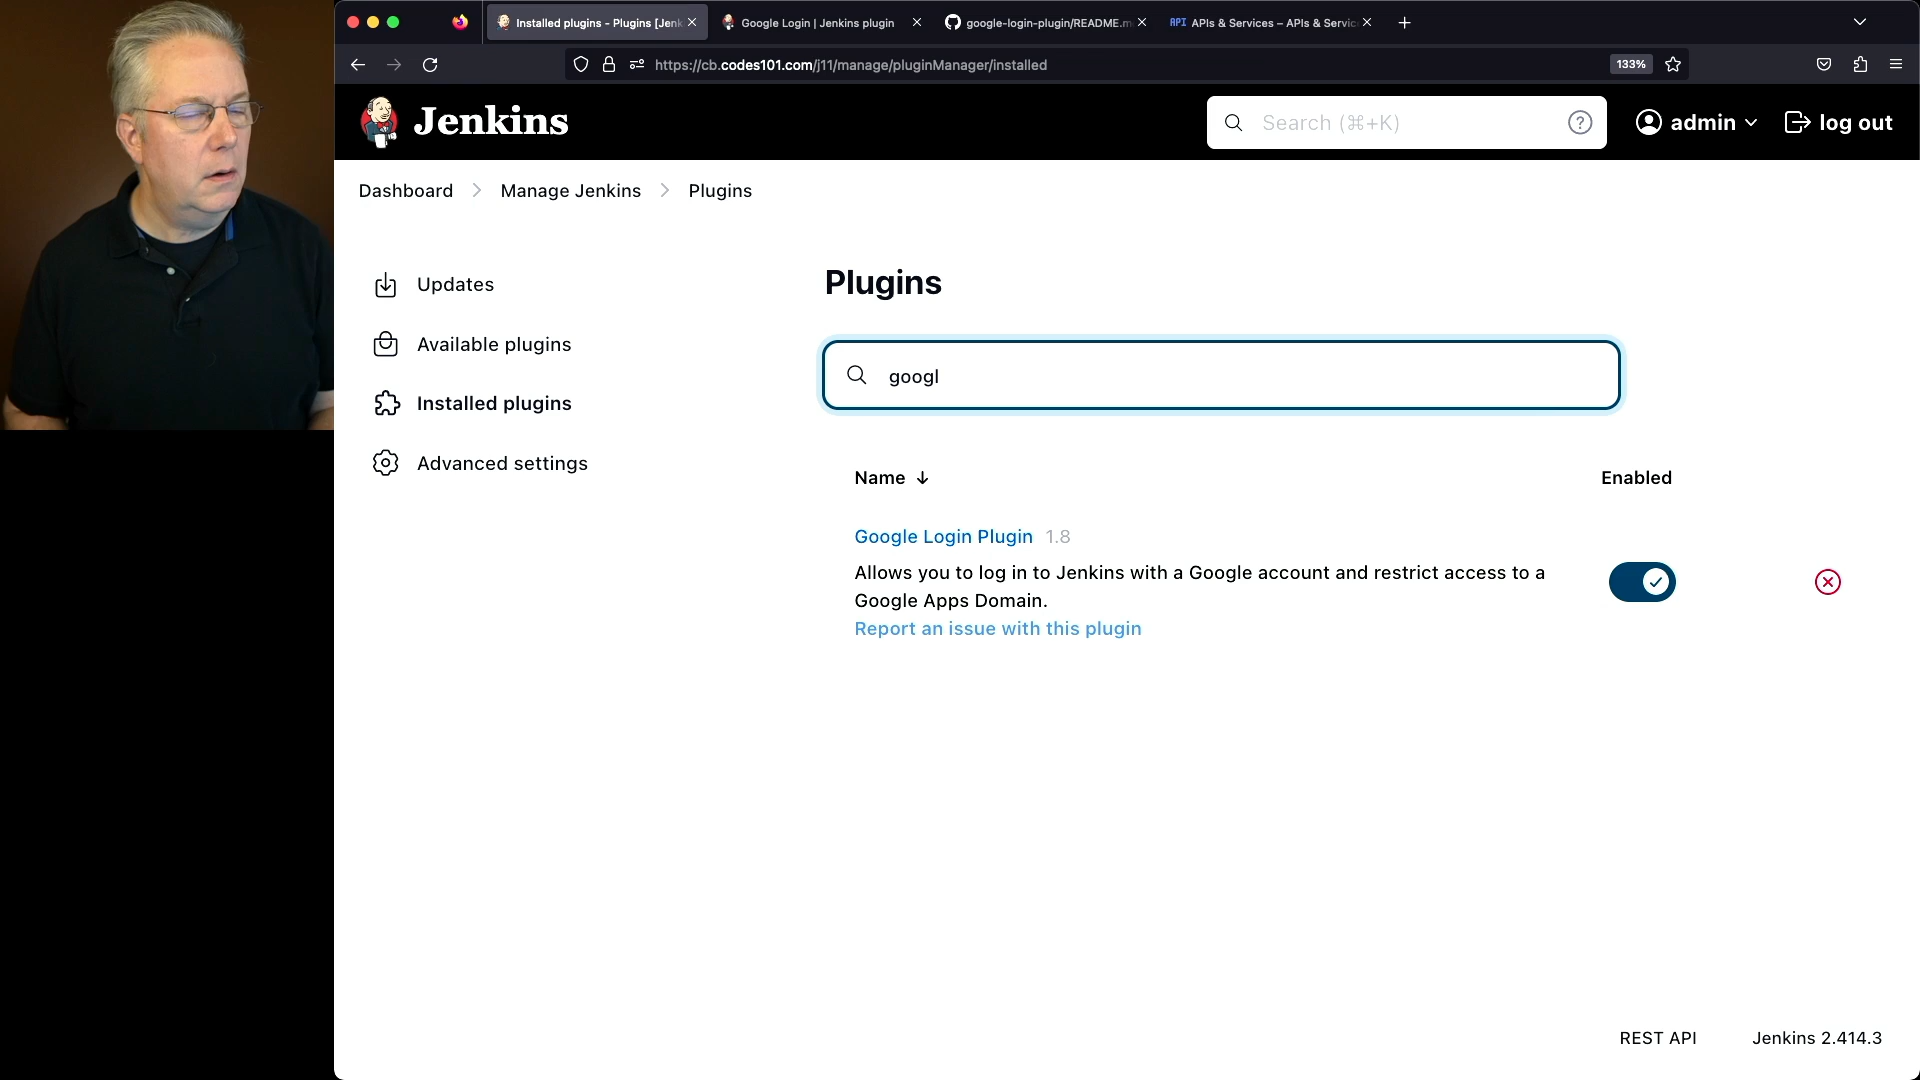 Installed plugins - Plugins [Jenk
Google Login | Jenkins plugin
google-login-plugin/README.m
API APIs & Services – APIs & Servic
https://cb.codes101.com/j11/manage/pluginManager/installed
133%
Jenkins
Search (⌘+K)
?
admin
log out
Dashboard
Manage Jenkins
Plugins
Updates
Available plugins
Installed plugins
Advanced settings
Plugins
googl
Name ↓
Enabled
Google Login Plugin 1.8
Allows you to log in to Jenkins with a Google account and restrict access to a
Google Apps Domain.
Report an issue with this plugin
REST API
Jenkins 2.414.3